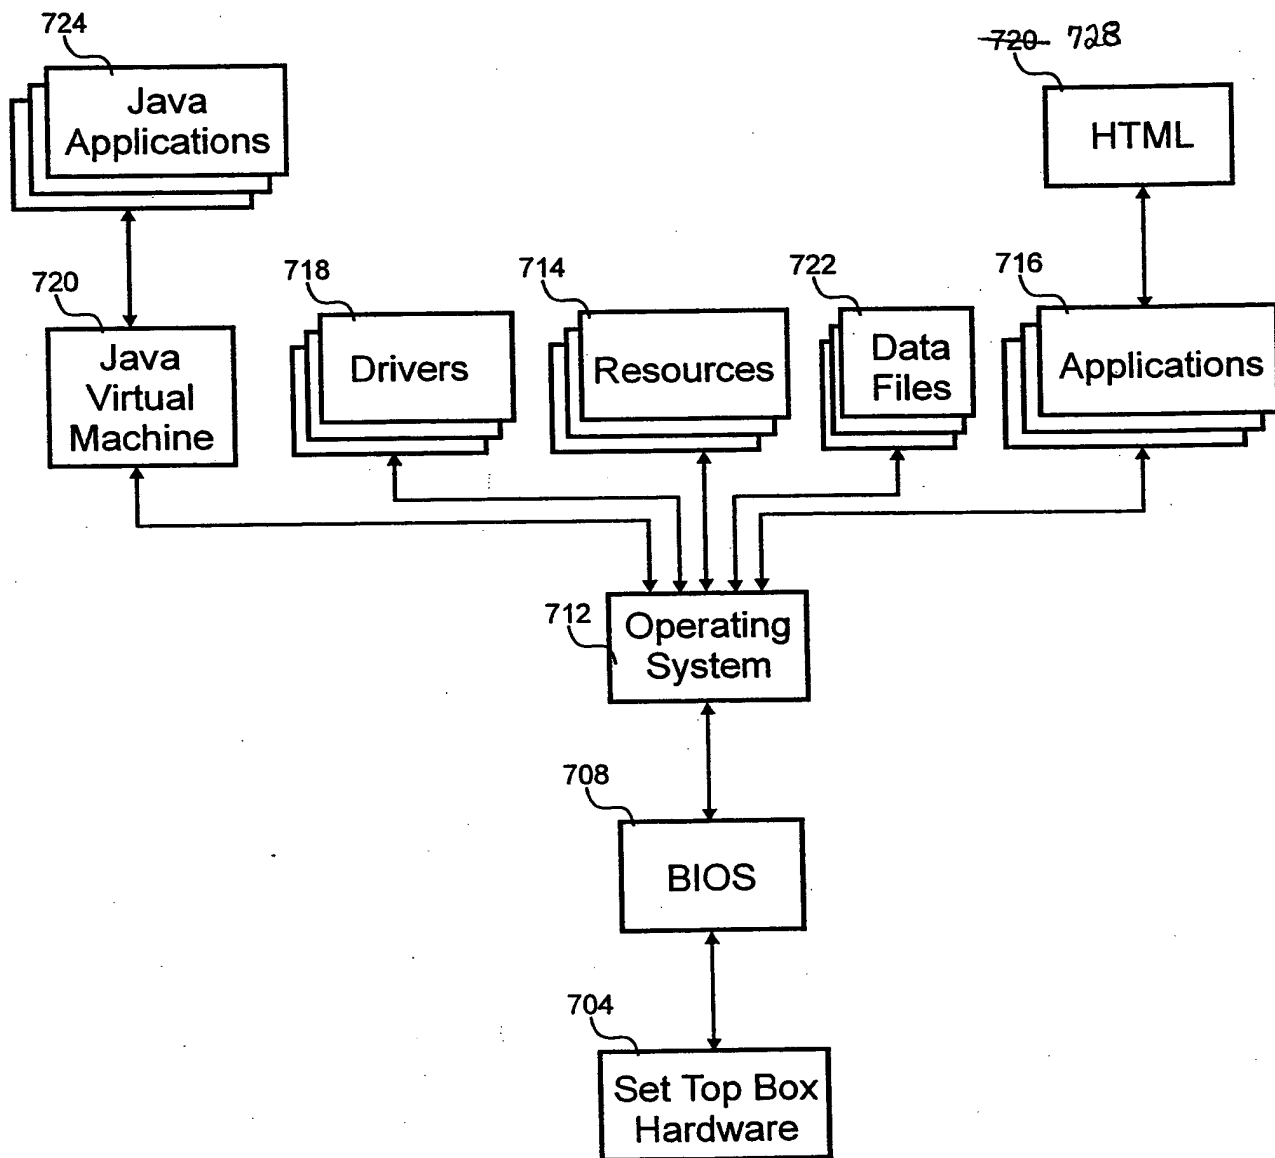 724
720 728
Java
Applications
HTML
720
718
714
722
716
Java
Virtual
Machine
Drivers
Resources
Data
Files
Applications
712
Operating
System
708
BIOS
704
Set Top Box
Hardware